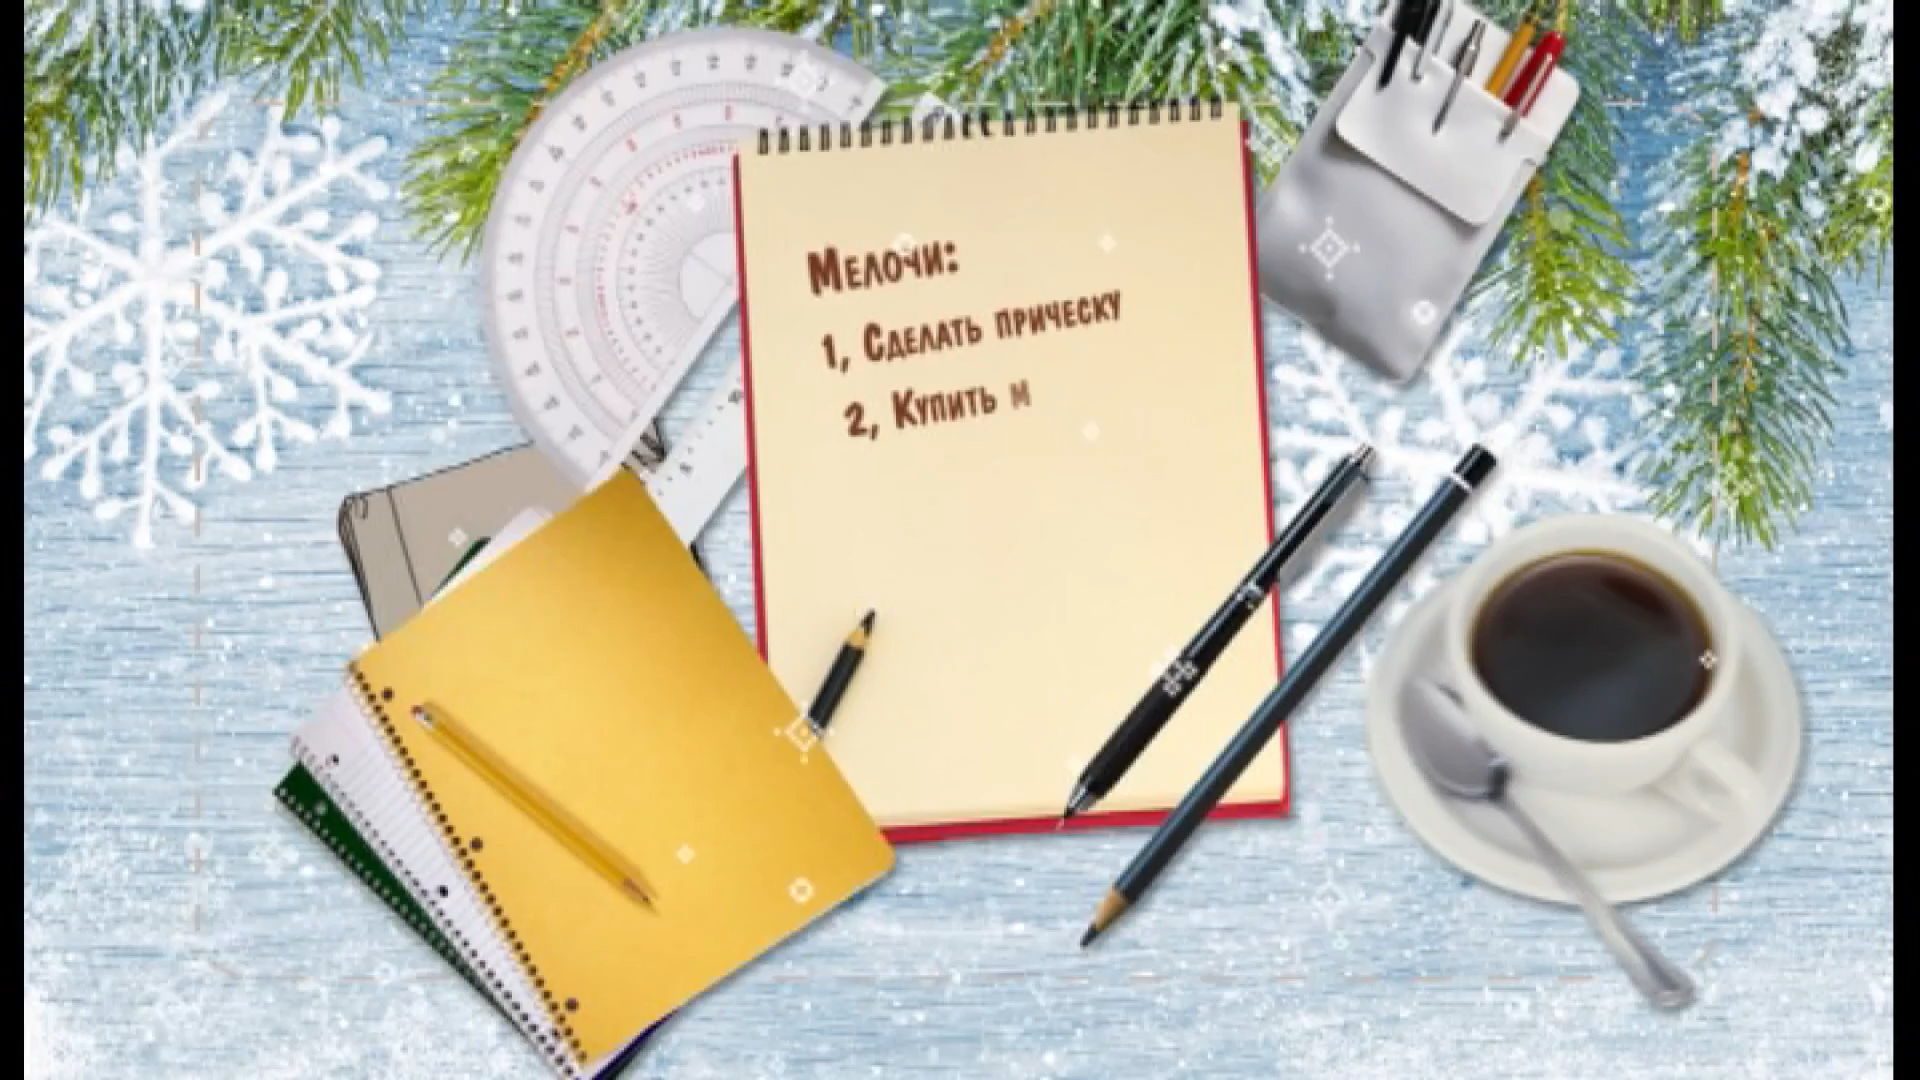 Мелочи:
1, Сделать прическу
2, Купить м